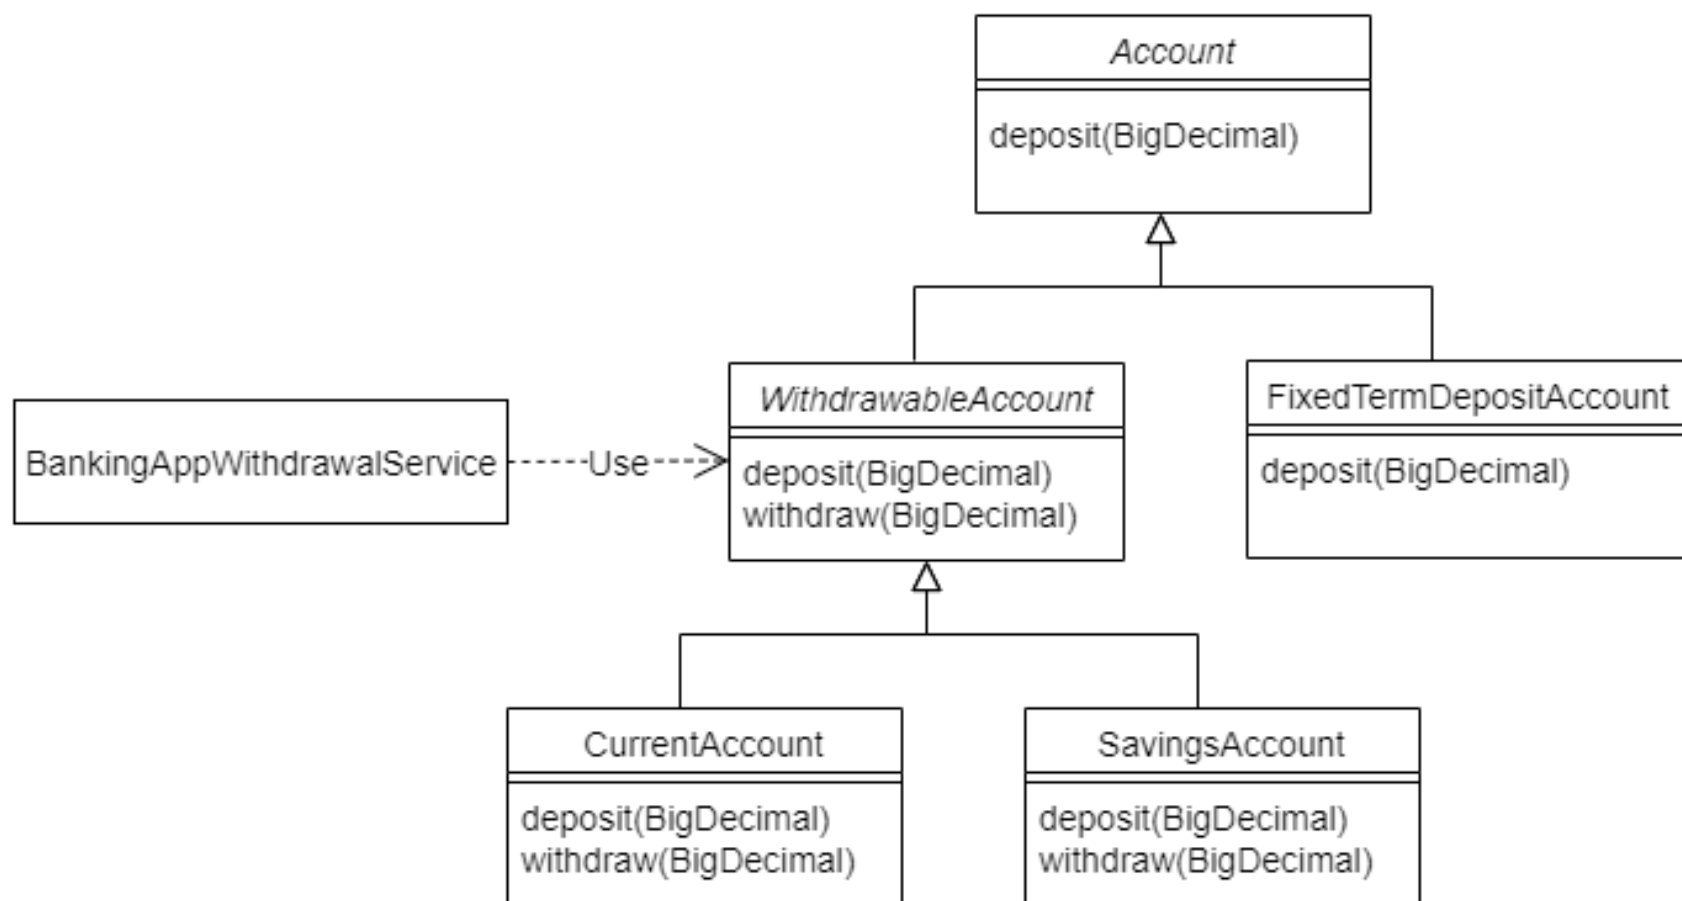 Account
deposit(BigDecimal)
WithdrawableAccount
deposit(BigDecimal)
withdraw(BigDecimal)
FixedTermDepositAccount
deposit(BigDecimal)
BankingAppWithdrawalService
Use
CurrentAccount
deposit(BigDecimal)
withdraw(BigDecimal)
SavingsAccount
deposit(BigDecimal)
withdraw(BigDecimal)